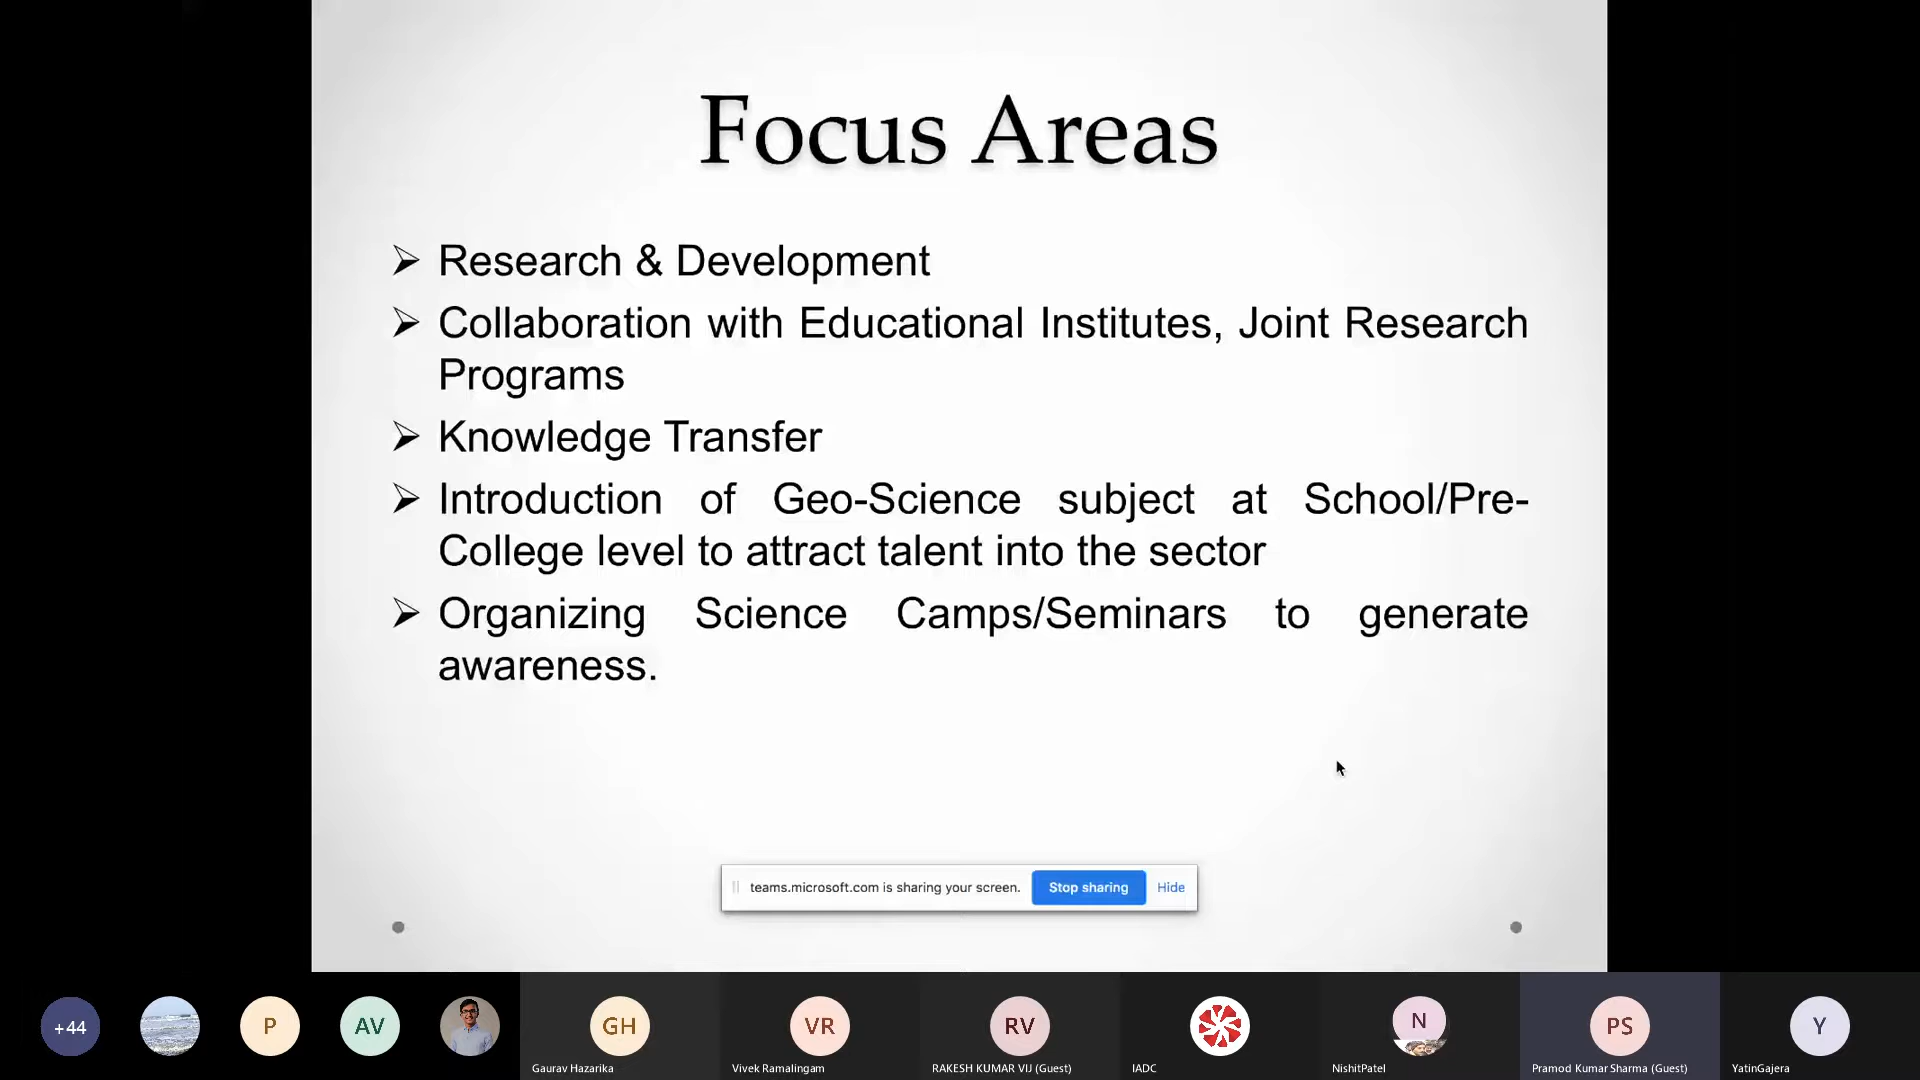 Focus Areas
Research & Development
Collaboration with Educational Institutes, Joint Research
Programs
Knowledge Transfer
Introduction of Geo-Science subject at School/Pre-
College level to attract talent into the sector
Organizing Science Camps/Seminars to generate
awareness.
teams.microsoft.com is sharing your screen. Stop sharing Hide
+44 P AV GH VR RV N PS Y
Gaurav Hazarika Vivek Ramalingam RAKESH KUMAR VIJ (Guest) IADC NishitPatel Pramod Kumar Sharma (Guest) YatinGajera